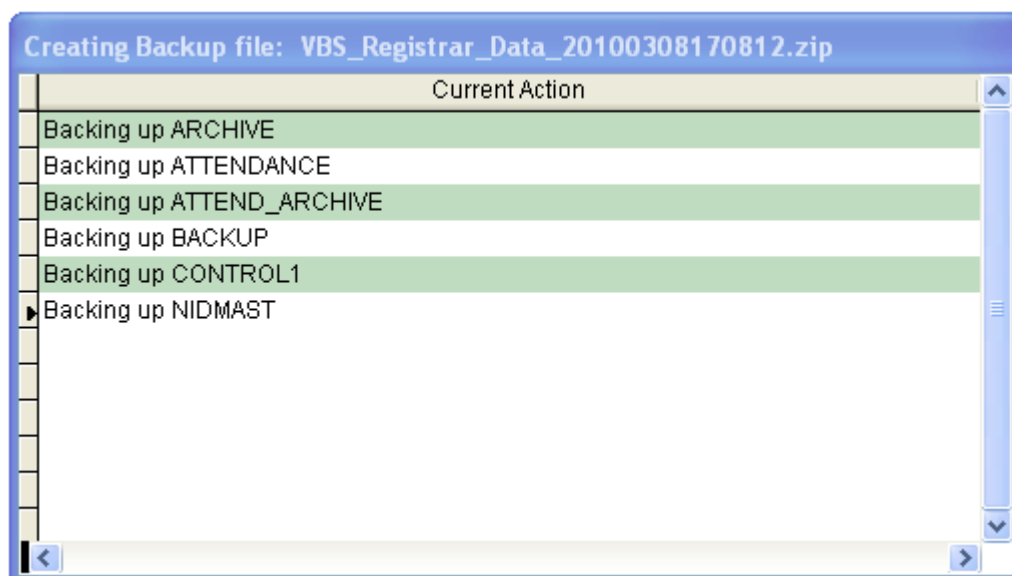 Creating Backup file: VBS_Registrar_Data_20100308170812.zip
Current Action
Backing up ARCHIVE
Backing up ATTENDANCE
Backing up ATTEND_ARCHIVE
Backing up BACKUP
Backing up CONTROL1
Backing up NIDMAST